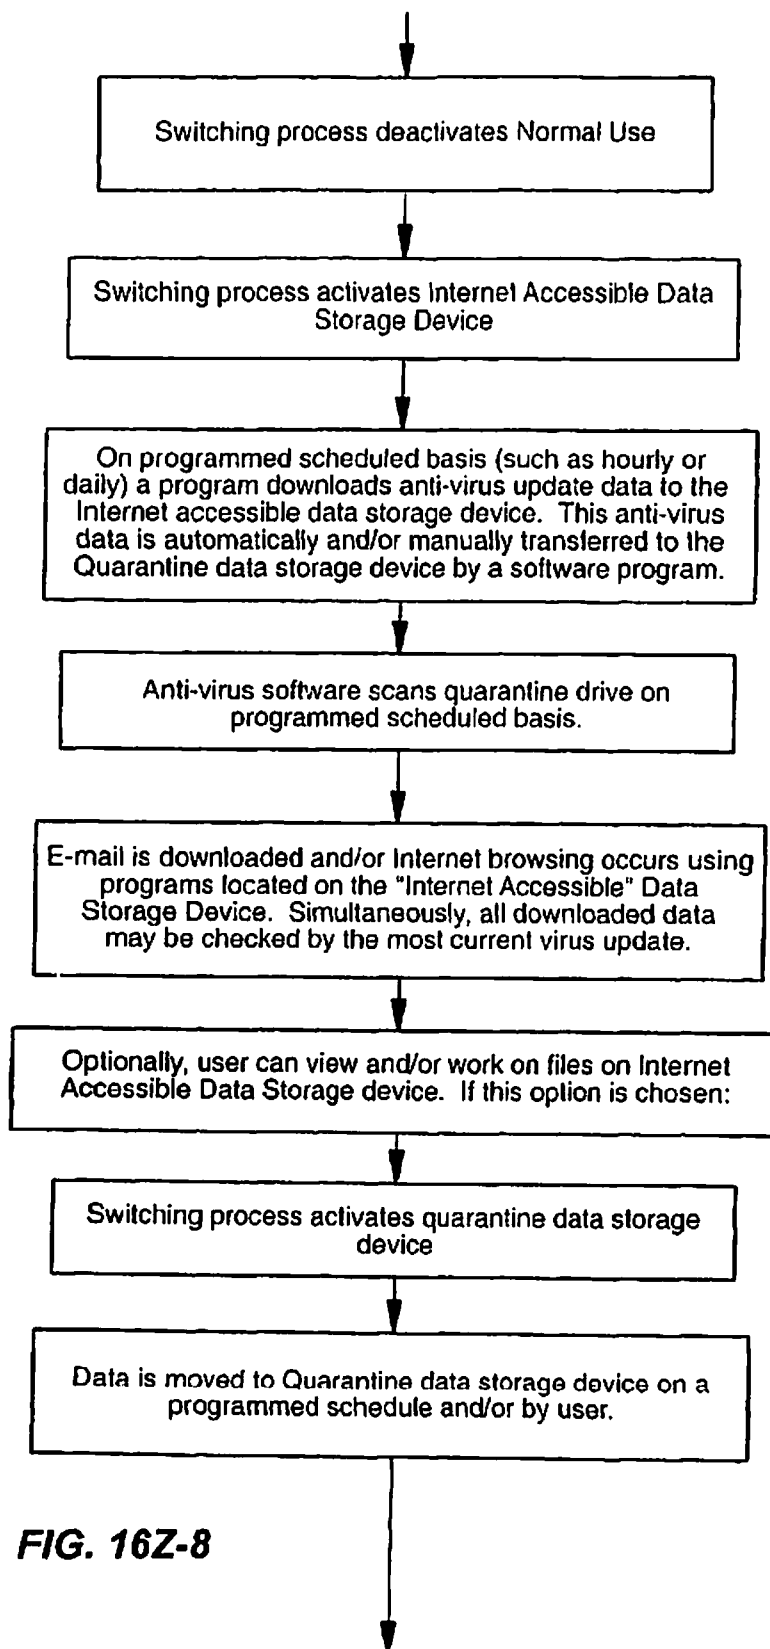 Switching process deactivates Normal Use
Switching process activates Internet Accessible Data
Storage Device
On programmed scheduled basis (such as hourly or
daily) a program downloads anti-virus update data to the
Internet accessible data storage device.  This anti-virus
data is automatically and/or manually transferred to the
Quarantine data storage device by a software program.
Anti-virus software scans quarantine drive on
programmed scheduled basis.
E-mail is downloaded and/or Internet browsing occurs using
programs located on the "Internet Accessible" Data
Storage Device.  Simultaneously, all downloaded data
may be checked by the most current virus update.
Optionally, user can view and/or work on files on Internet
Accessible Data Storage device.  If this option is chosen:
Switching process activates quarantine data storage
device
Data is moved to Quarantine data storage device on a
programmed schedule and/or by user.
FIG. 16Z-8